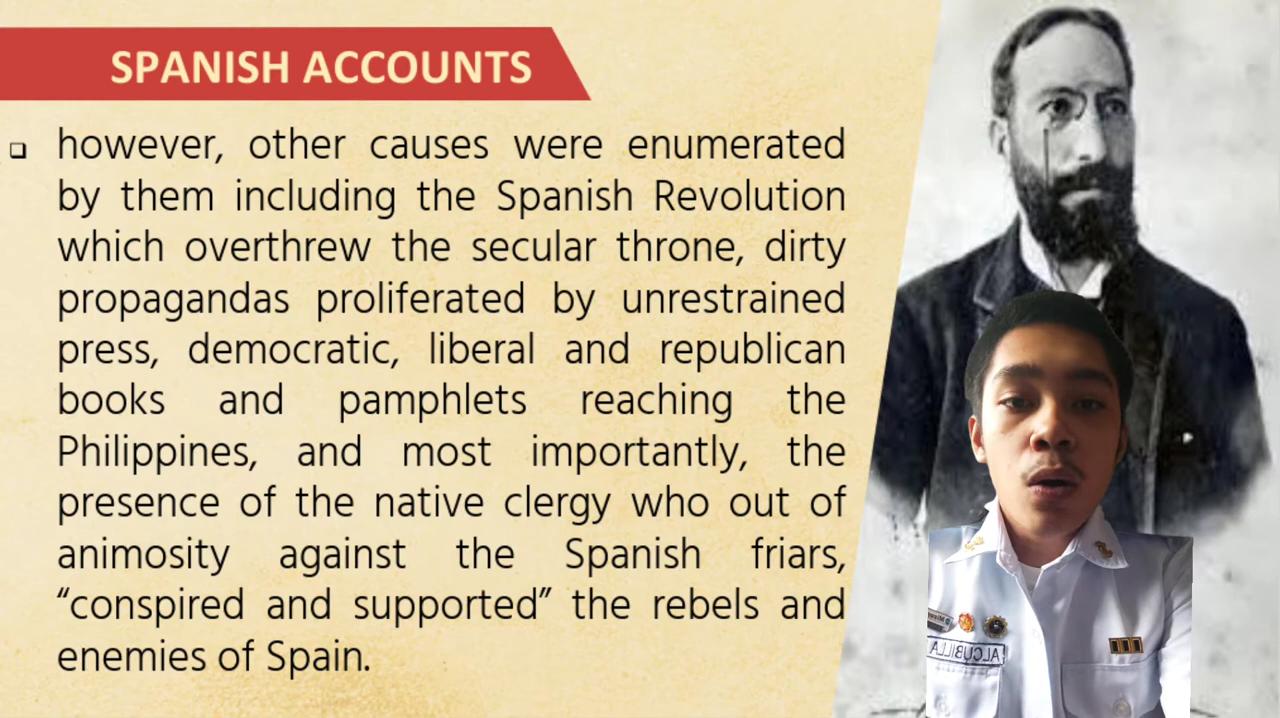 SPANISH ACCOUNTS
however, other causes were enumerated
by them including the Spanish Revolution
which overthrew the secular throne, dirty
propagandas proliferated by unrestrained
press, democratic, liberal and republican
books and pamphlets reaching the
Philippines, and most importantly, the
presence of the native clergy who out of
animosity against the Spanish friars,
“conspired and supported” the rebels and
enemies of Spain.
ALCUBILLA